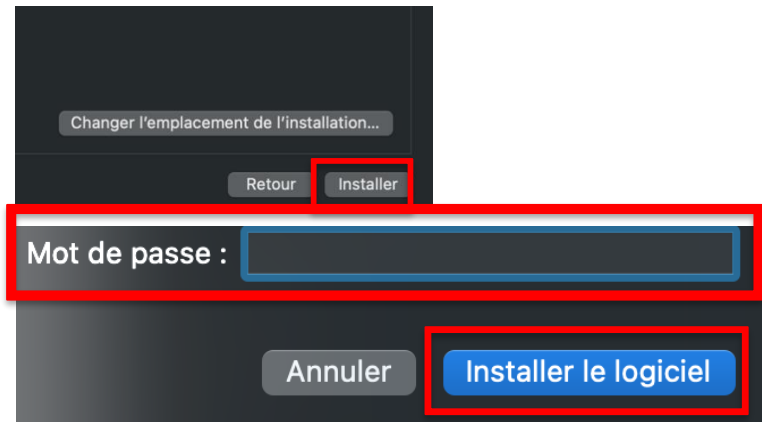 Changer l'emplacement de l'installation...
Retour Installer
Mot de passe :
Annuler Installer le logiciel